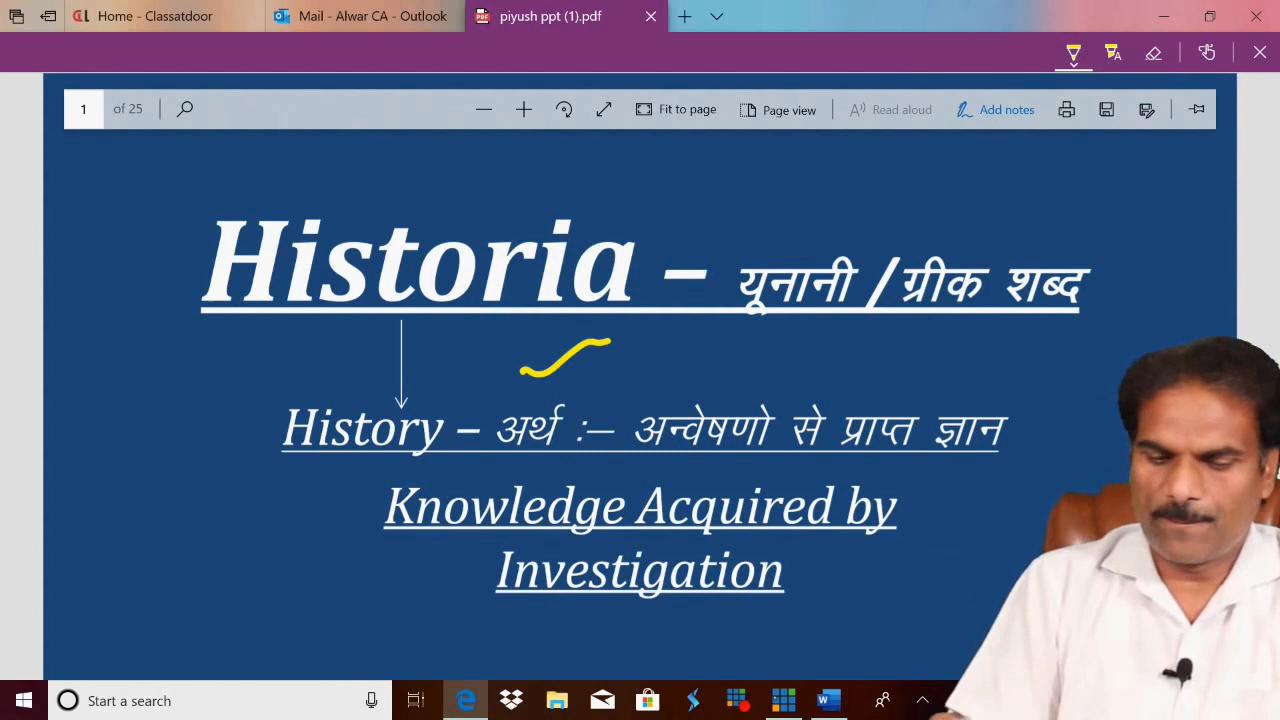 Home - Classatdoor
Mail - Alwar CA - Outlook
piyush ppt (1).pdf
1 of 25
Fit to page
Page view
Read aloud
Add notes
Historia – यूनानी /ग्रीक शब्द
History – अर्थ :– अन्वेषणो से प्राप्त ज्ञान
Knowledge Acquired by
Investigation
Start a search